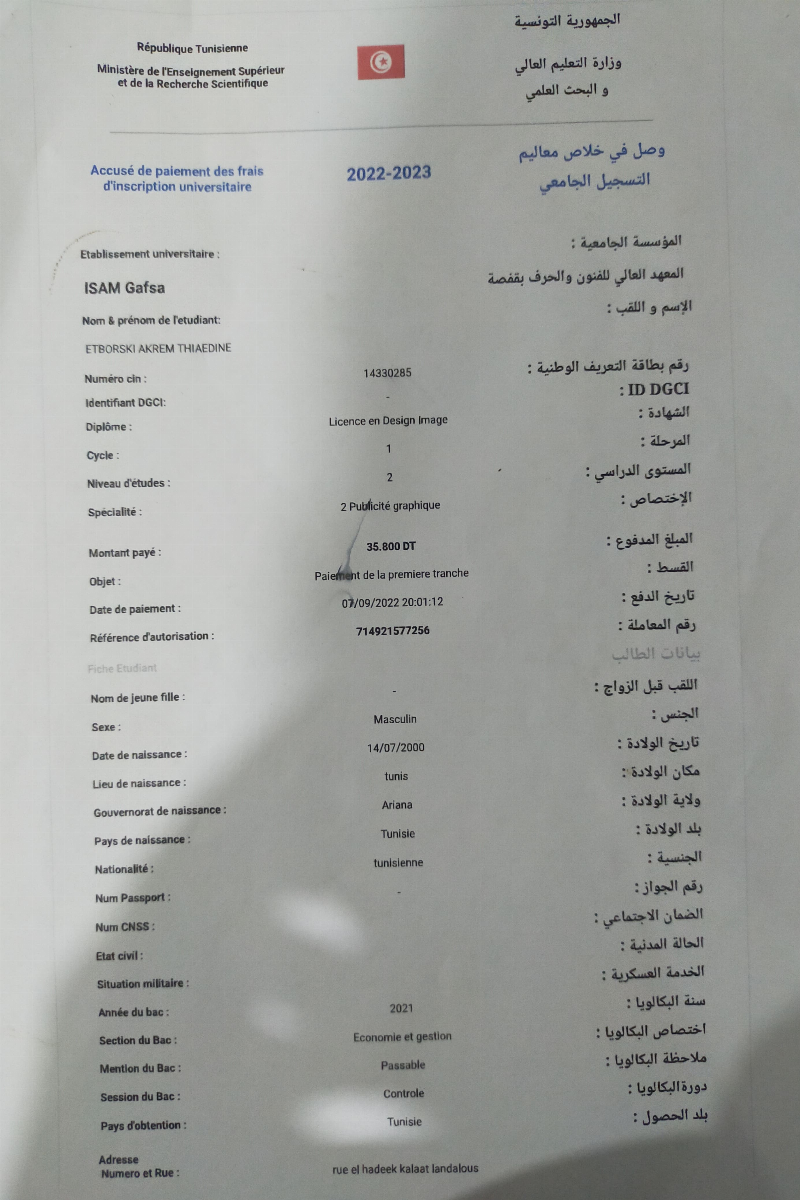 الجمهورية التونسية
République Tunisienne
وزارة التعليم العالي
Ministère de l'Enseignement Supérieur
et de la Recherche Scientifique
و البحث العلمي
وصل في خلاص معاليم
Accusé de paiement des frais
2022-2023
d'inscription universitaire
التسجيل الجامعي
Etablissement universitaire :
المؤسسة الجامعية :
ISAM Gafsa
المعهد العالي للفنون والحرف بقفصة
Nom & prénom de l'etudiant:
الإسم و اللقب :
ETBORSKI AKREM THIAEDINE
Numéro cin : 14330285 رقم بطاقة التعريف الوطنية :
Identifiant DGCI: - ID DGCI :
Diplôme : Licence en Design Image الشهادة :
Cycle : 1 المرحلة :
Niveau d'études : 2 المستوى الدراسي :
Spécialité : 2 Publicité graphique الإختصاص :
Montant payé : 35.800 DT المبلغ المدفوع :
Objet : Paiement de la premiere tranche القسط :
Date de paiement : 07/09/2022 20:01:12 تاريخ الدفع :
Référence d'autorisation : 714921577256 رقم المعاملة :
Fiche Etudiant بيانات الطالب
Nom de jeune fille : - اللقب قبل الزواج :
Sexe : Masculin الجنس :
Date de naissance : 14/07/2000 تاريخ الولادة :
Lieu de naissance : tunis مكان الولادة :
Gouvernorat de naissance : Ariana ولاية الولادة :
Pays de naissance : Tunisie بلد الولادة :
Nationalité : tunisienne الجنسية :
Num Passport : - رقم الجواز :
Num CNSS : الضمان الاجتماعي :
Etat civil : الحالة المدنية :
Situation militaire : الخدمة العسكرية :
Année du bac : 2021 سنة البكالويا :
Section du Bac : Economie et gestion اختصاص البكالويا :
Mention du Bac : Passable ملاحظة البكالويا :
Session du Bac : Controle دورةالبكالويا :
Pays d'obtention : Tunisie بلد الحصول :
Adresse
Numero et Rue : rue el hadeek kalaat landalous